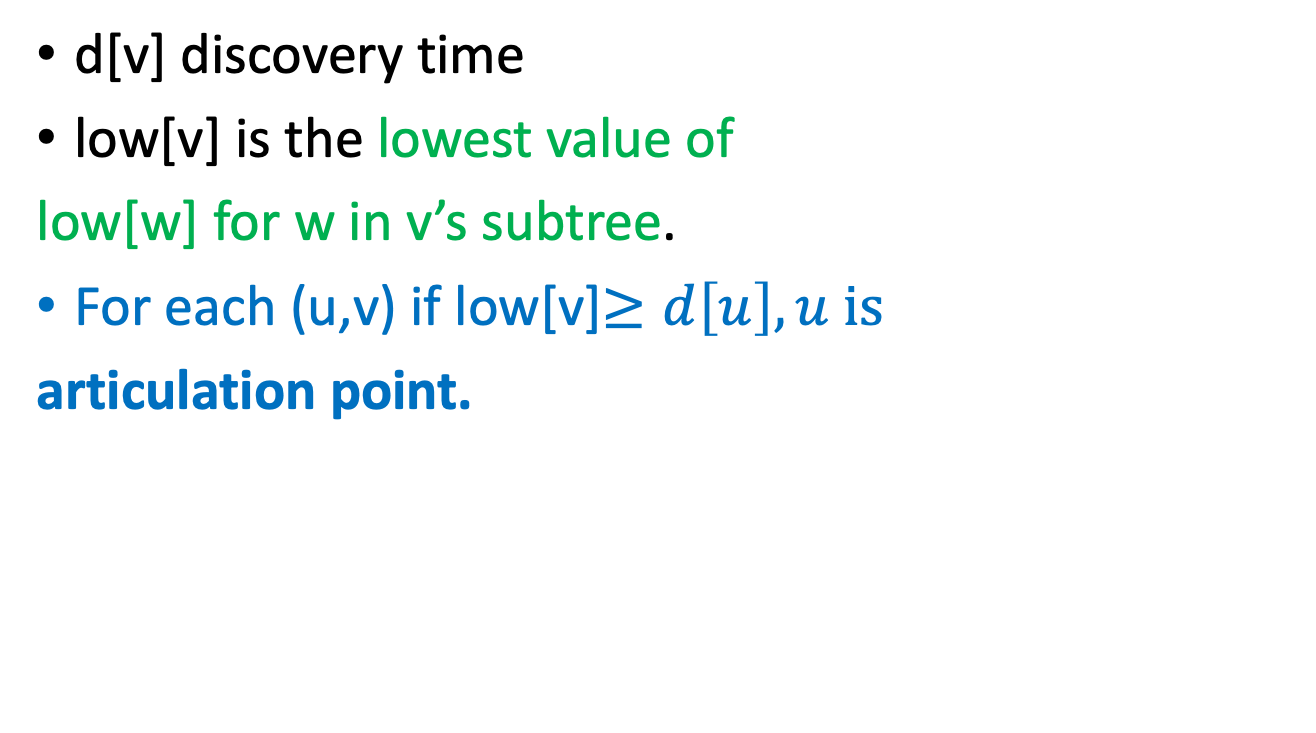 • d[v] discovery time
• low[v] is the lowest value of
low[w] for w in v’s subtree.
• For each (u,v) if low[v]≥ d[u], u is
articulation point.